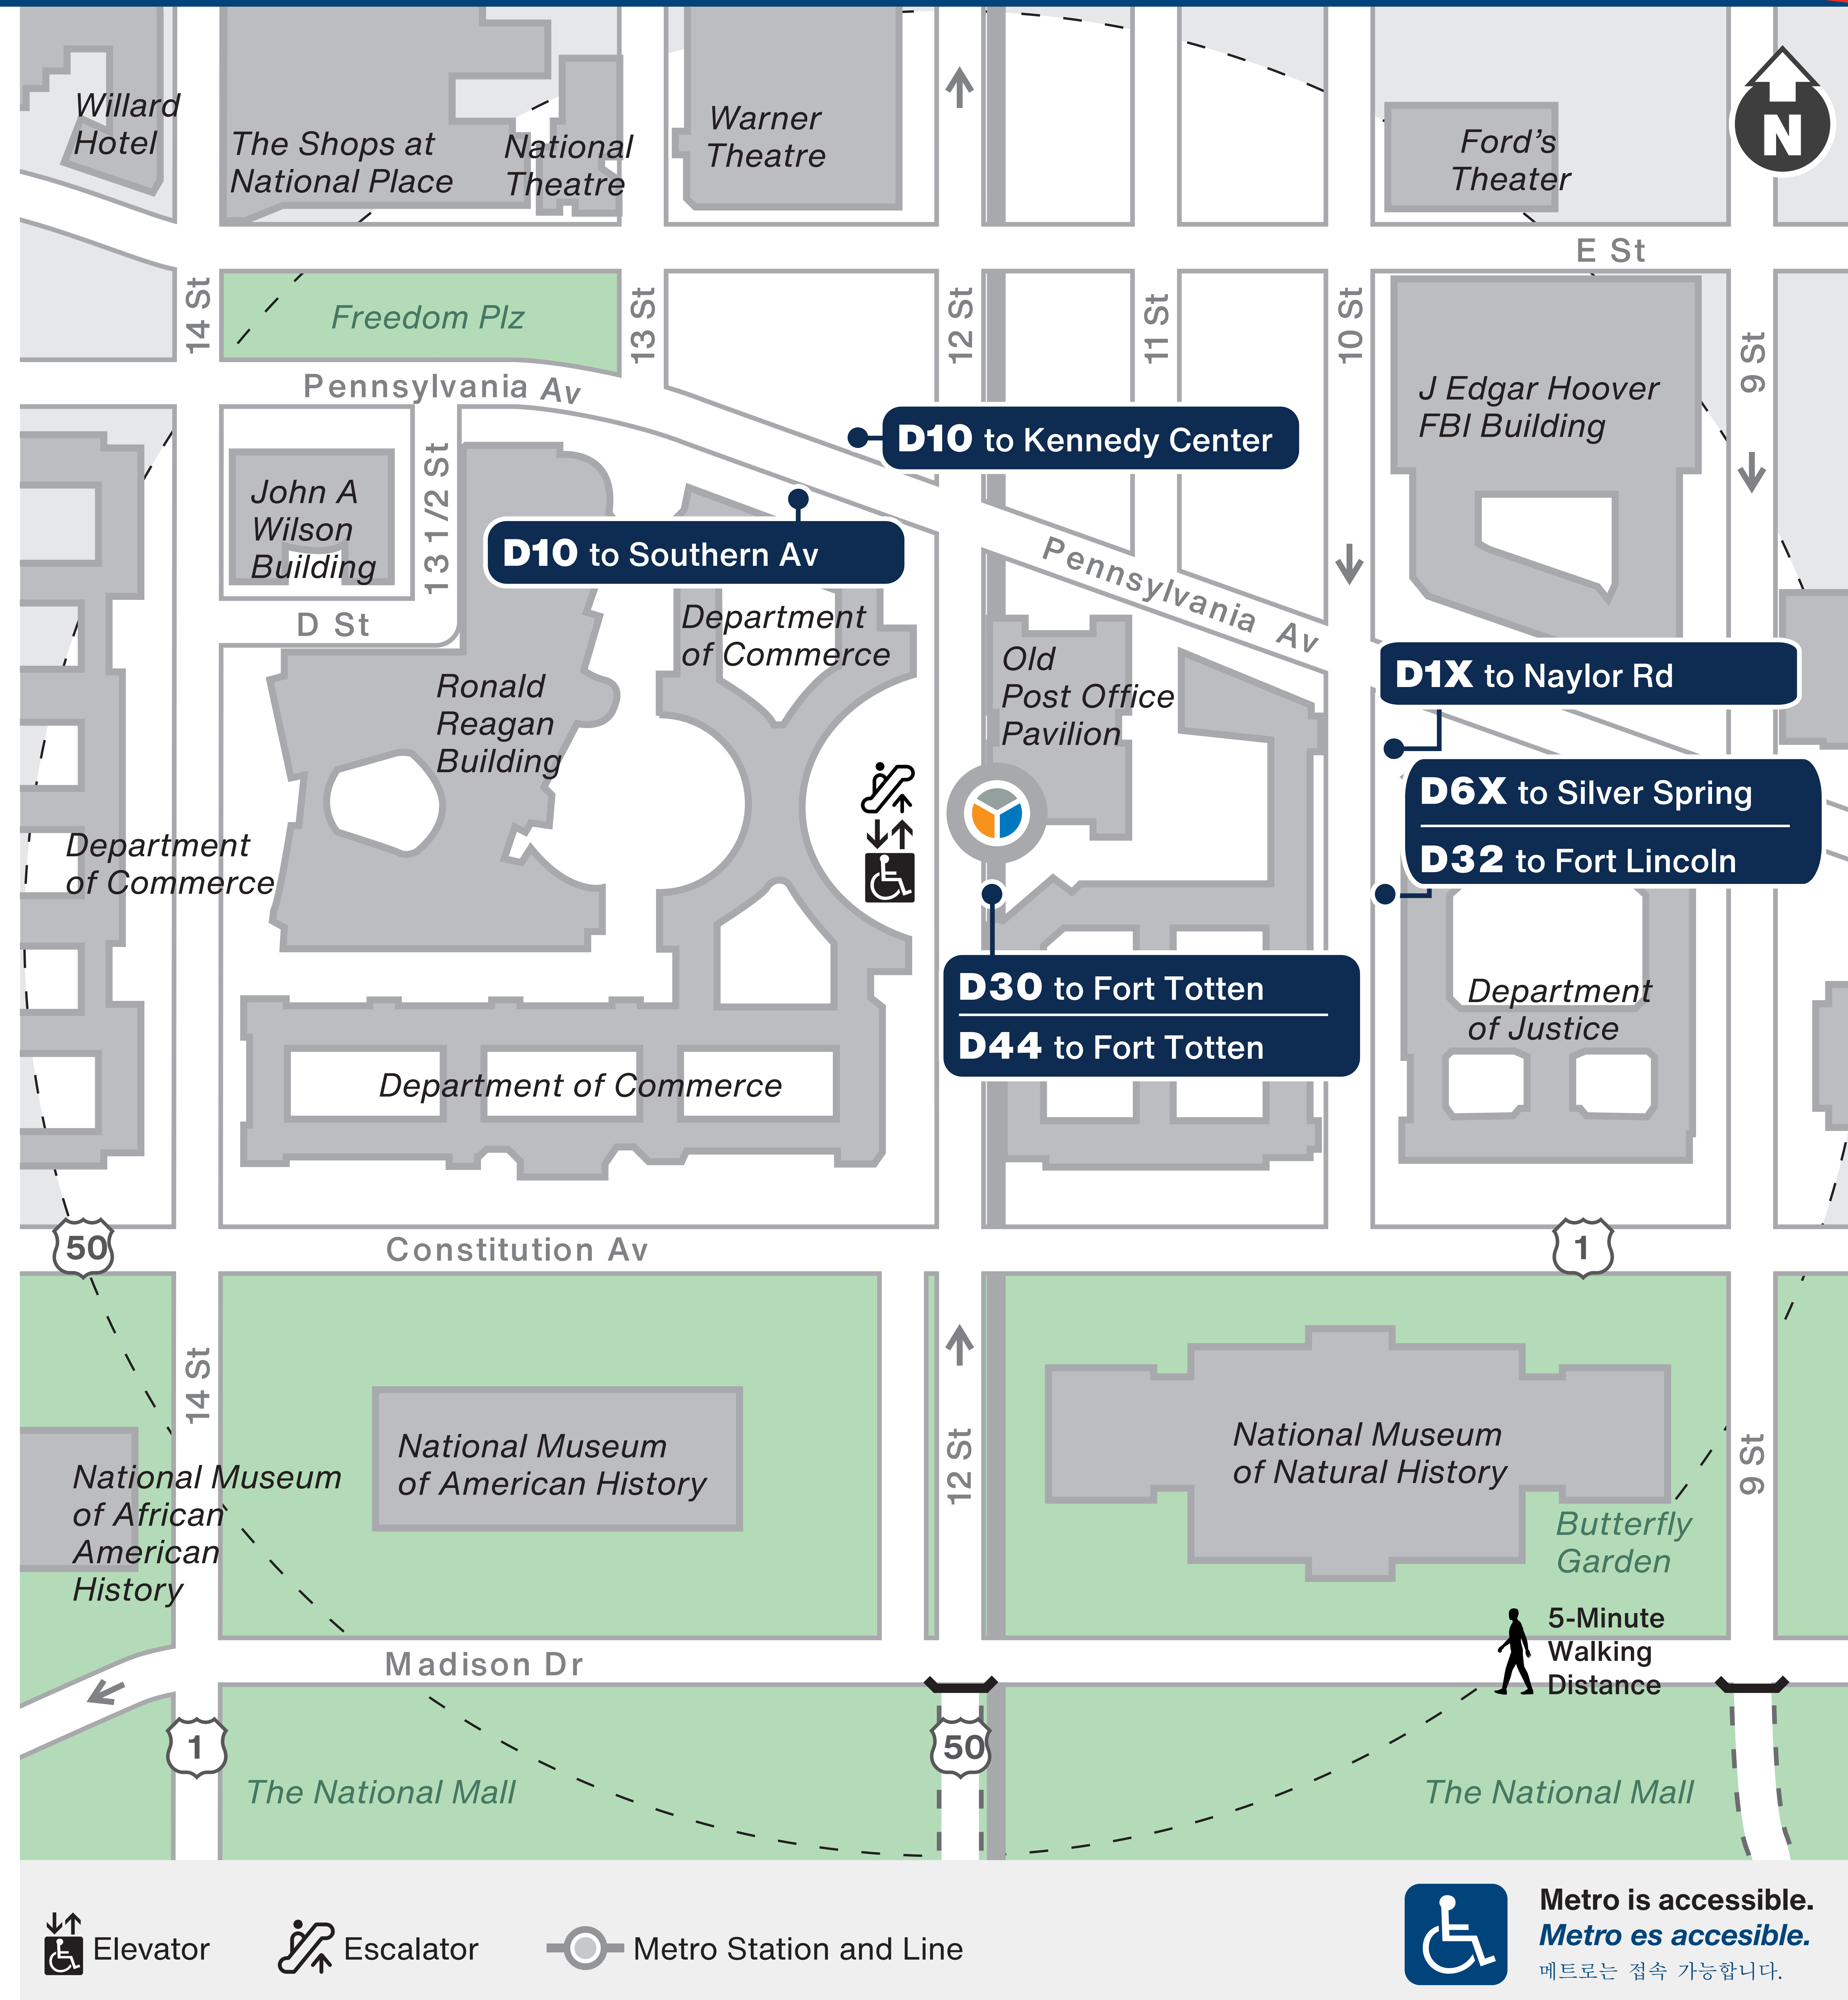 Willard
Hotel
The Shops at
National Place
National
Theatre
Warner
Theatre
Ford's
Theater
N
E St
14 St
Freedom Plz
13 St
12 St
11 St
10 St
9 St
Pennsylvania Av
J Edgar Hoover
FBI Building
D10 to Kennedy Center
John A
Wilson
Building
13 1/2 St
D10 to Southern Av
Pennsylvania Av
D St
Department
of Commerce
Old
Post Office
Pavilion
D1X to Naylor Rd
Ronald
Reagan
Building
D6X to Silver Spring
D32 to Fort Lincoln
Department
of Commerce
D30 to Fort Totten
D44 to Fort Totten
Department
of Justice
Department of Commerce
50
Constitution Av
1
14 St
12 St
9 St
National Museum
of African
American
History
National Museum
of American History
National Museum
of Natural History
Butterfly
Garden
5-Minute
Walking
Distance
Madison Dr
1
50
The National Mall
The National Mall
Elevator
Escalator
Metro Station and Line
Metro is accessible.
Metro es accesible.
메트로는 접속 가능합니다.